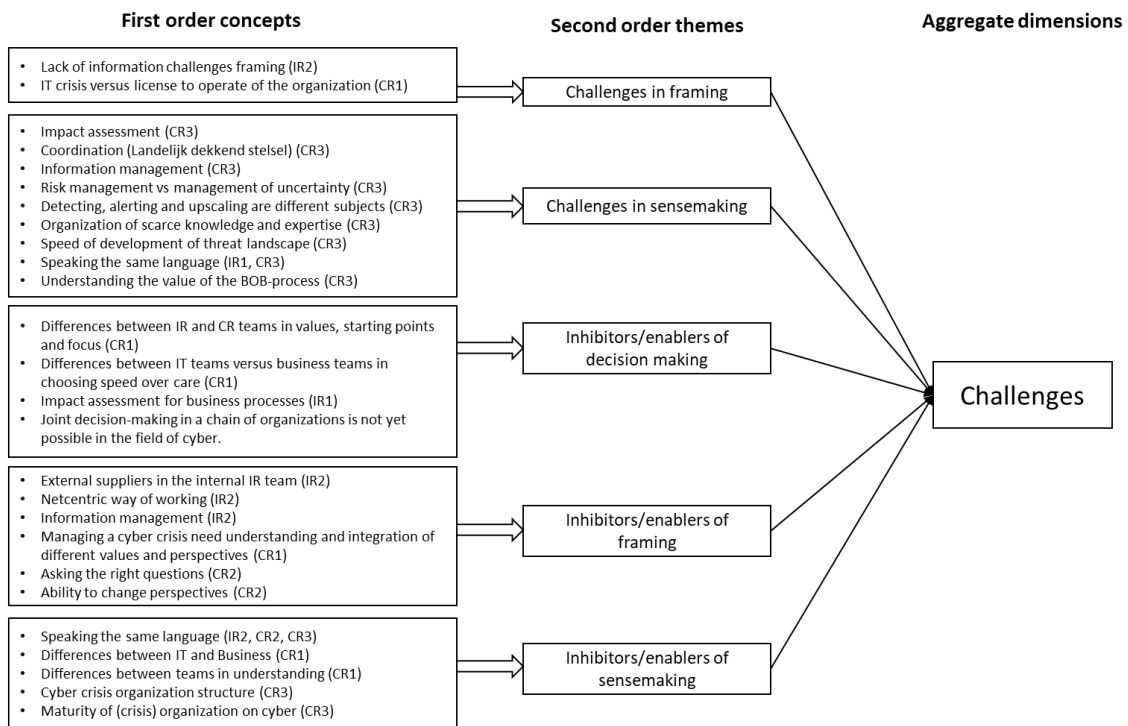 First order concepts
Second order themes
Aggregate dimensions
• Lack of information challenges framing (IR2)
• IT crisis versus license to operate of the organization (CR1)
Challenges in framing
• Impact assessment (CR3)
• Coordination (Landelijk dekkend stelsel) (CR3)
• Information management (CR3)
• Risk management vs management of uncertainty (CR3)
• Detecting, alerting and upscaling are different subjects (CR3)
• Organization of scarce knowledge and expertise (CR3)
• Speed of development of threat landscape (CR3)
• Speaking the same language (IR1, CR3)
• Understanding the value of the BOB-process (CR3)
Challenges in sensemaking
• Differences between IR and CR teams in values, starting points
and focus (CR1)
• Differences between IT teams versus business teams in
choosing speed over care (CR1)
• Impact assessment for business processes (IR1)
• Joint decision-making in a chain of organizations is not yet
possible in the field of cyber.
Inhibitors/enablers of
decision making
Challenges
• External suppliers in the internal IR team (IR2)
• Netcentric way of working (IR2)
• Information management (IR2)
• Managing a cyber crisis need understanding and integration of
different values and perspectives (CR1)
• Asking the right questions (CR2)
• Ability to change perspectives (CR2)
Inhibitors/enablers of
framing
• Speaking the same language (IR2, CR2, CR3)
• Differences between IT and Business (CR1)
• Differences between teams in understanding (CR1)
• Cyber crisis organization structure (CR3)
• Maturity of (crisis) organization on cyber (CR3)
Inhibitors/enablers of
sensemaking